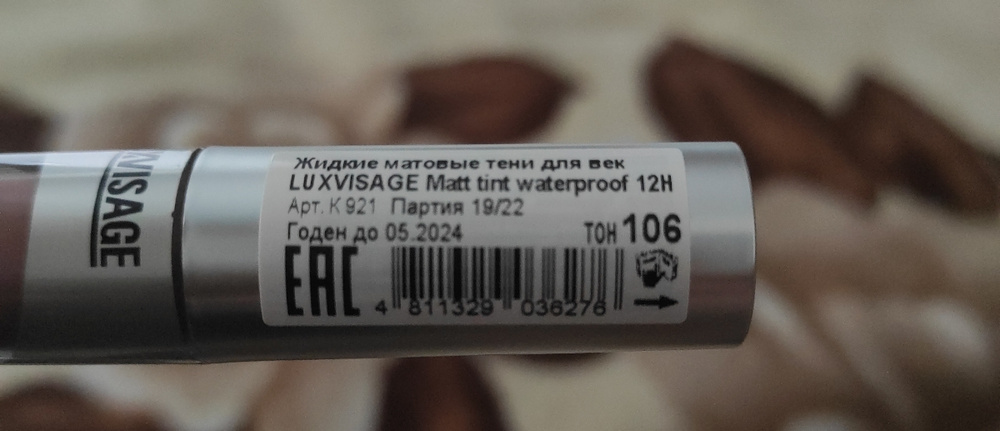 Жидкие матовые тени для век
LUXVISAGE Matt tint waterproof 12H
Арт. К 921 Партия 19/22
Годен до 05.2024 ТОН 106
ЕАС
4 811329 036276
XVISAGE